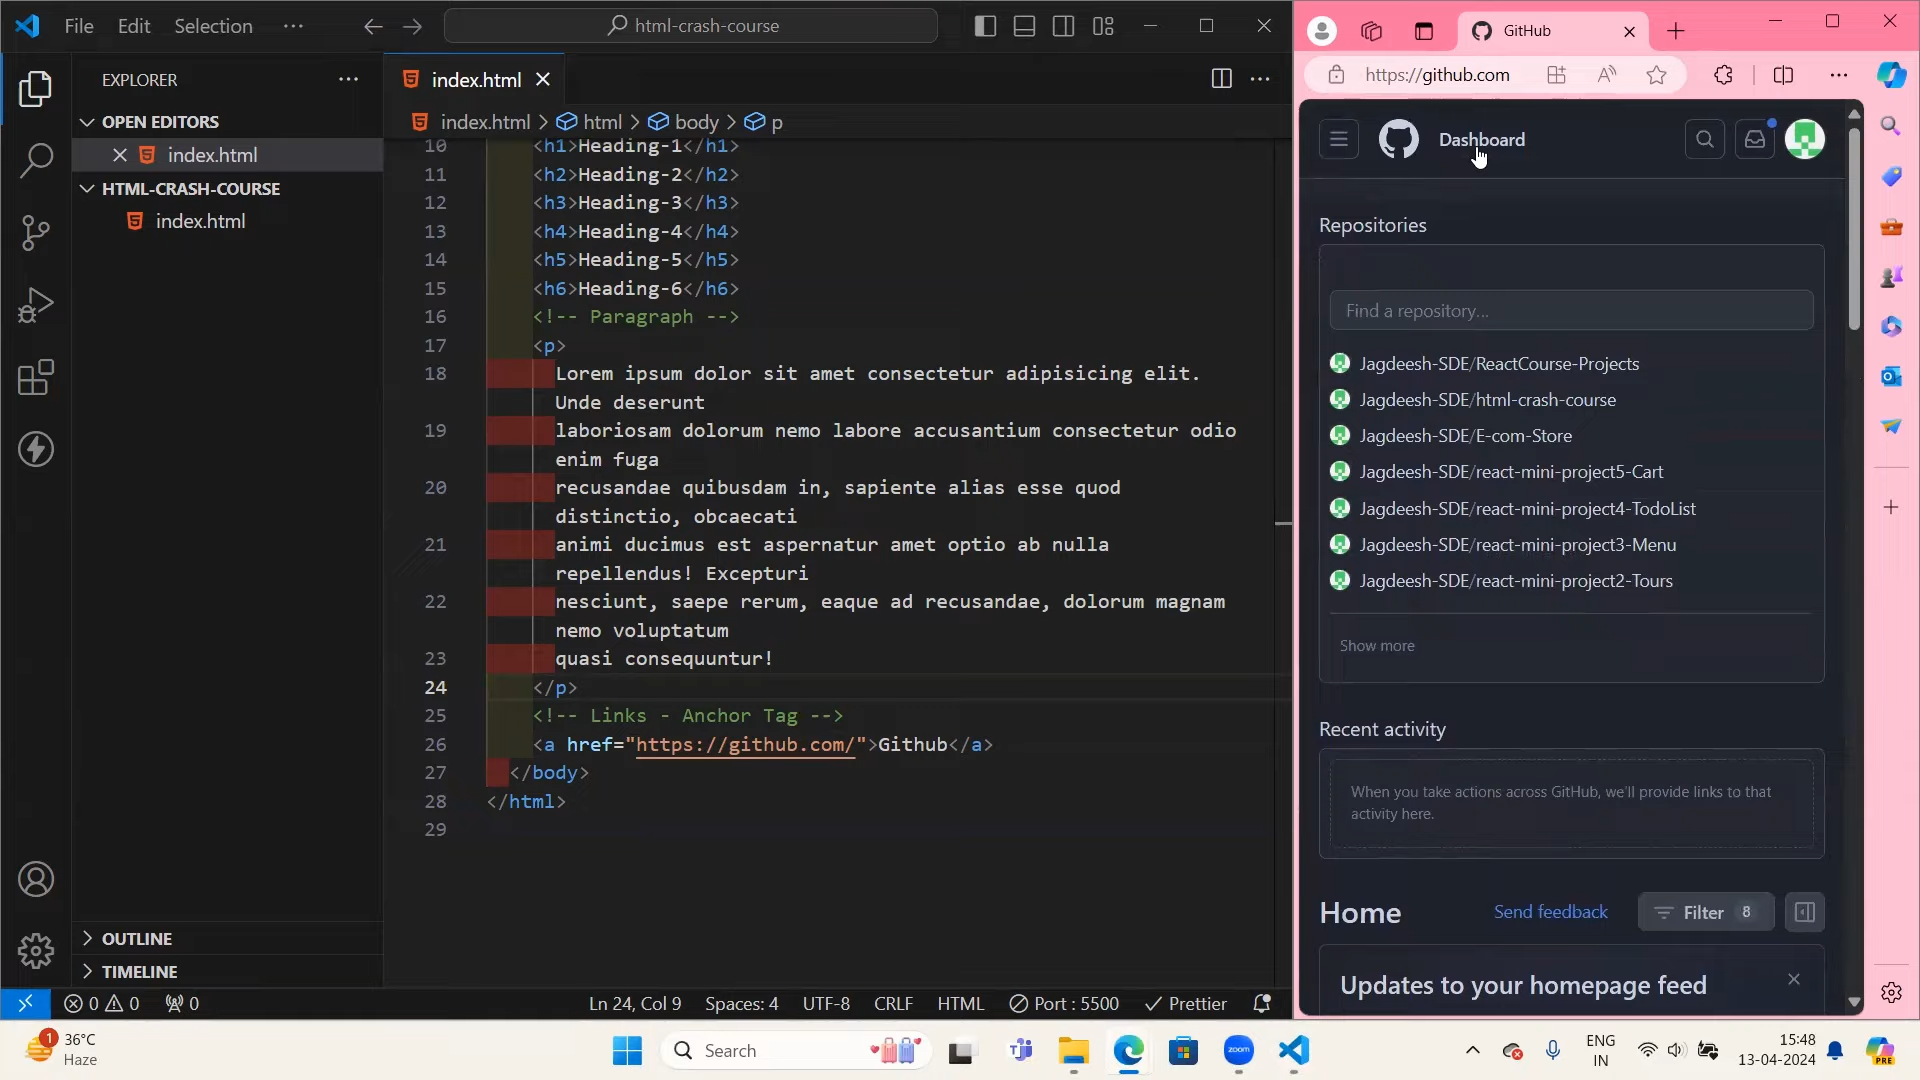 File Edit Selection ··· html-crash-course
EXPLORER ···
OPEN EDITORS
index.html
HTML-CRASH-COURSE
index.html
OUTLINE
TIMELINE
index.html
index.html > html > body > p
10 <h1>Heading-1</h1>
11 <h2>Heading-2</h2>
12 <h3>Heading-3</h3>
13 <h4>Heading-4</h4>
14 <h5>Heading-5</h5>
15 <h6>Heading-6</h6>
16 <!-- Paragraph -->
17 <p>
18 Lorem ipsum dolor sit amet consectetur adipisicing elit.
Unde deserunt
19 laboriosam dolorum nemo labore accusantium consectetur odio
enim fuga
20 recusandae quibusdam in, sapiente alias esse quod
distinctio, obcaecati
21 animi ducimus est aspernatur amet optio ab nulla
repellendus! Excepturi
22 nesciunt, saepe rerum, eaque ad recusandae, dolorum magnam
nemo voluptatum
23 quasi consequuntur!
24 </p>
25 <!-- Links - Anchor Tag -->
26 <a href="https://github.com/">Github</a>
27 </body>
28 </html>
29
0 0 0 Ln 24, Col 9 Spaces: 4 UTF-8 CRLF HTML Port : 5500 Prettier
GitHub
https://github.com
Dashboard
Repositories
Find a repository...
Jagdeesh-SDE/ReactCourse-Projects
Jagdeesh-SDE/html-crash-course
Jagdeesh-SDE/E-com-Store
Jagdeesh-SDE/react-mini-project5-Cart
Jagdeesh-SDE/react-mini-project4-TodoList
Jagdeesh-SDE/react-mini-project3-Menu
Jagdeesh-SDE/react-mini-project2-Tours
Show more
Recent activity
When you take actions across GitHub, we'll provide links to that
activity here.
Home Send feedback Filter 8
Updates to your homepage feed
1 36°C
Haze
Search
zoom
ENG
IN
15:48
13-04-2024
PRE